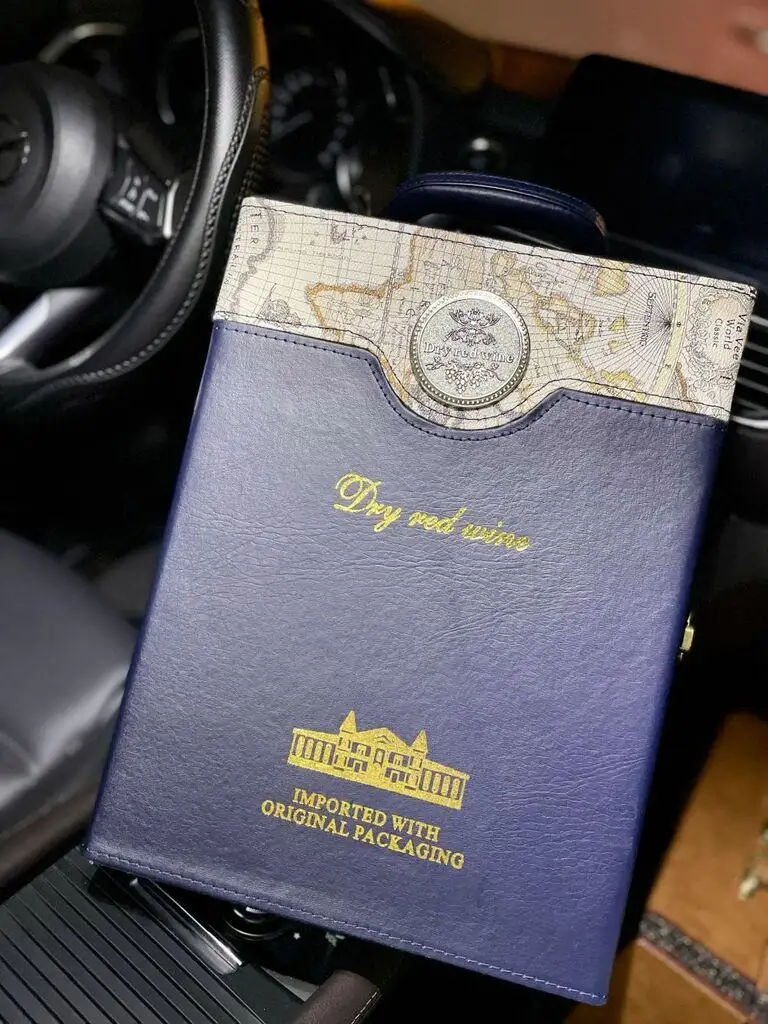 Dry red wine
Dry red wine
IMPORTED WITH
ORIGINAL PACKAGING